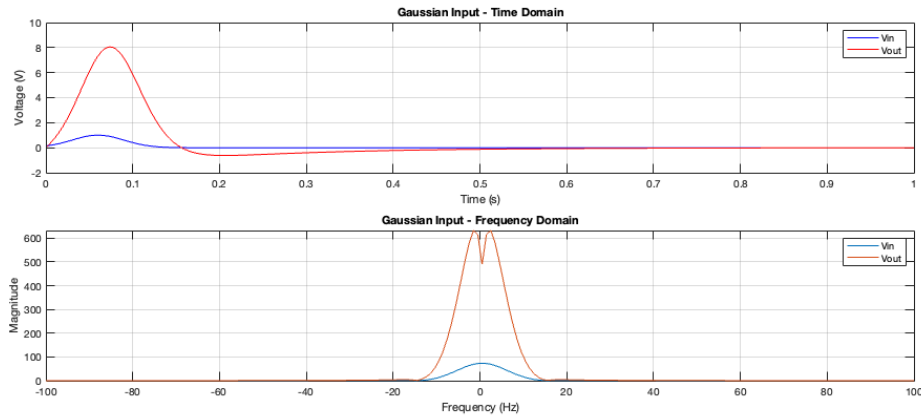 Gaussian Input - Time Domain
10
8
6
4
2
0
-2
Voltage (V)
Vin
Vout
0 0.1 0.2 0.3 0.4 0.5 0.6 0.7 0.8 0.9 1
Time (s)
Gaussian Input - Frequency Domain
600
500
400
300
200
100
0
Magnitude
Vin
Vout
-100 -80 -60 -40 -20 0 20 40 60 80 100
Frequency (Hz)